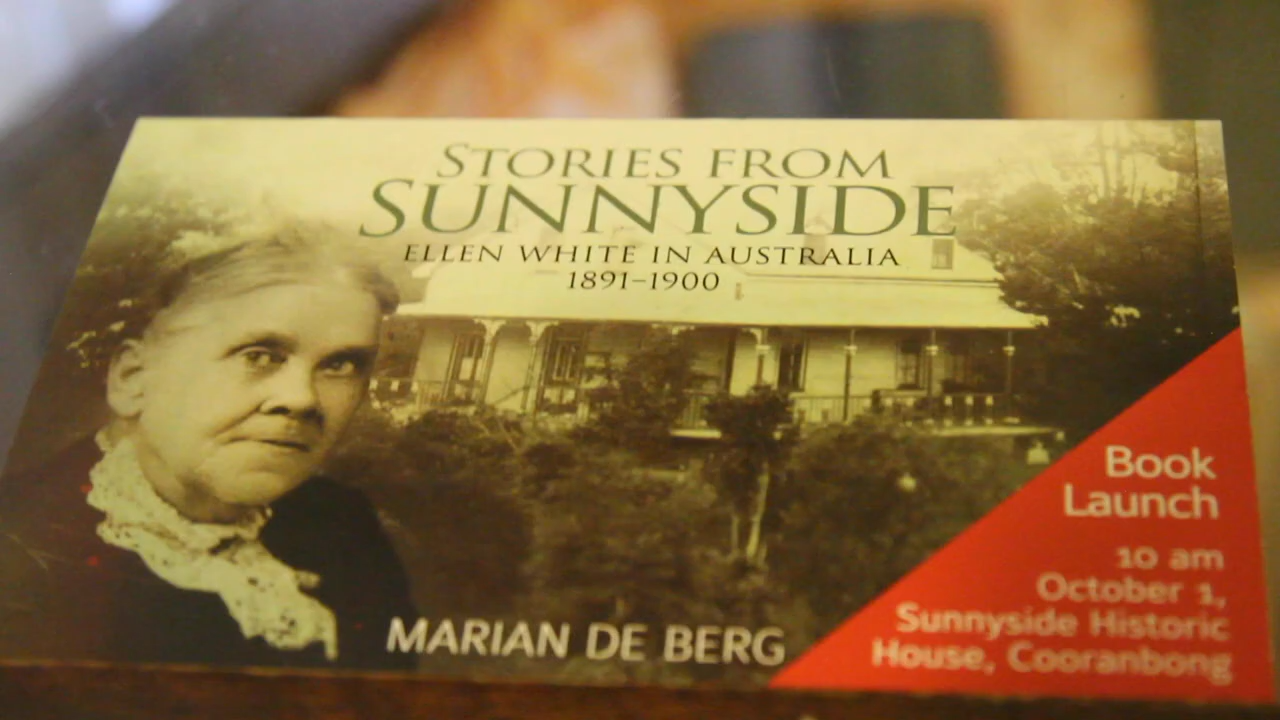 STORIES FROM
SUNNYSIDE
ELLEN WHITE IN AUSTRALIA
1891–1900
MARIAN DE BERG
Book
Launch
10 am
October 1,
Sunnyside Historic
House, Cooranbong